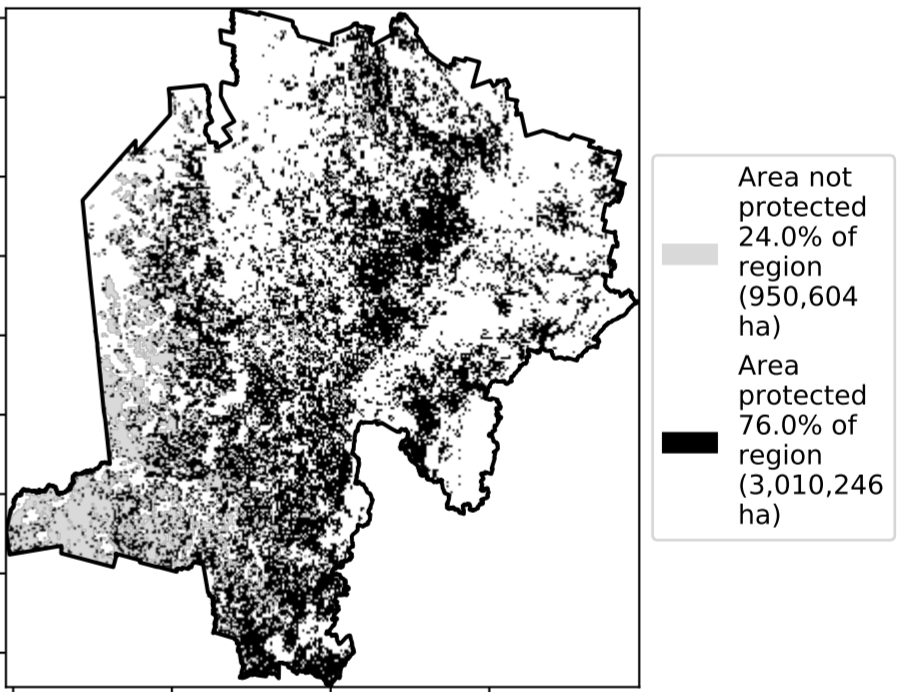 Area not
protected
24.0% of
region
(950,604
ha)
Area
protected
76.0% of
region
(3,010,246
ha)